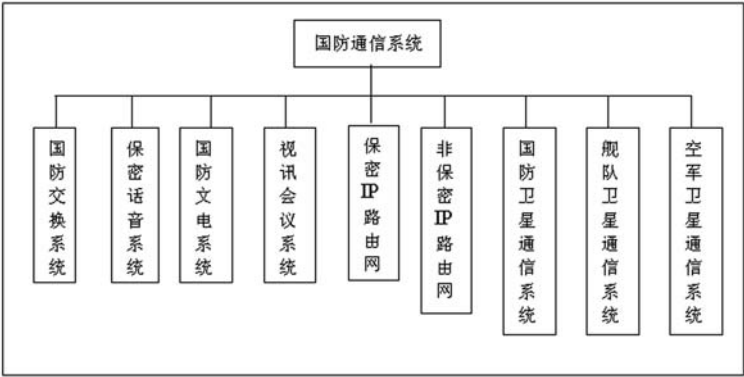 国防通信系统
国防交换系统
保密话音系统
国防文电系统
视讯会议系统
保密IP路由网
非保密IP路由网
国防卫星通信系统
舰队卫星通信系统
空军卫星通信系统